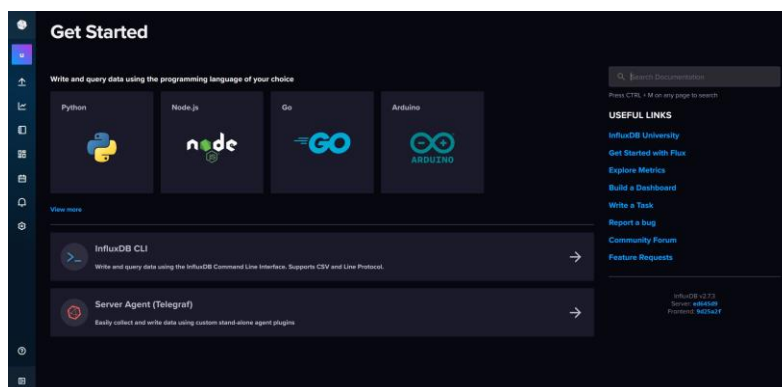 Get Started
U
Write and query data using the programming language of your choice
Python
Node.js
Go
Arduino
node
JS
GO
ARDUINO
View more
InfluxDB CLI
Write and query data using the InfluxDB Command Line Interface. Supports CSV and Line Protocol.
Server Agent (Telegraf)
Easily collect and write data using custom stand-alone agent plugins
Search Documentation
Press CTRL + M on any page to search
USEFUL LINKS
InfluxDB University
Get Started with Flux
Explore Metrics
Build a Dashboard
Write a Task
Report a bug
Community Forum
Feature Requests
InfluxDB v2.7.3
Server: ed645d9
Frontend: 9d25a2f